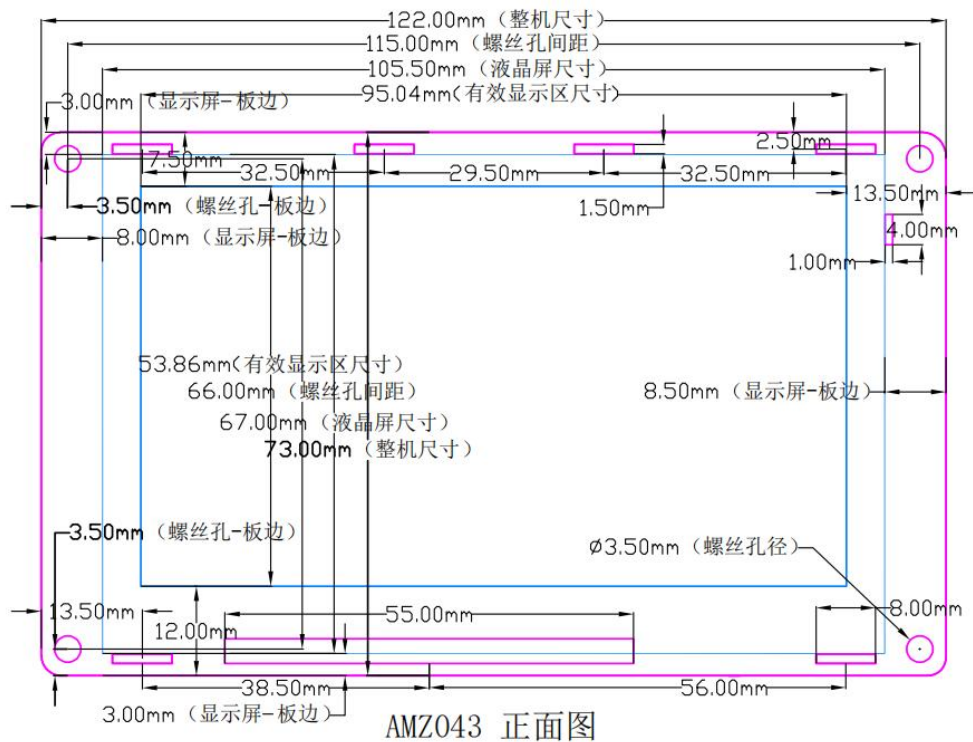 122.00mm（整机尺寸）
115.00mm（螺丝孔间距）
105.50mm（液晶屏尺寸）
95.04mm(有效显示区尺寸)
3.00mm（显示屏-板边）
2.50mm
7.50mm
32.50mm
29.50mm
32.50mm
13.50mm
3.50mm（螺丝孔-板边）
1.50mm
4.00mm
8.00mm（显示屏-板边）
1.00mm
53.86mm(有效显示区尺寸)
66.00mm（螺丝孔间距）
8.50mm（显示屏-板边）
67.00mm（液晶屏尺寸）
73.00mm（整机尺寸）
3.50mm（螺丝孔-板边）
Ø3.50mm（螺丝孔径）
13.50mm
55.00mm
8.00mm
12.00mm
38.50mm
56.00mm
3.00mm（显示屏-板边）
AMZ043 正面图